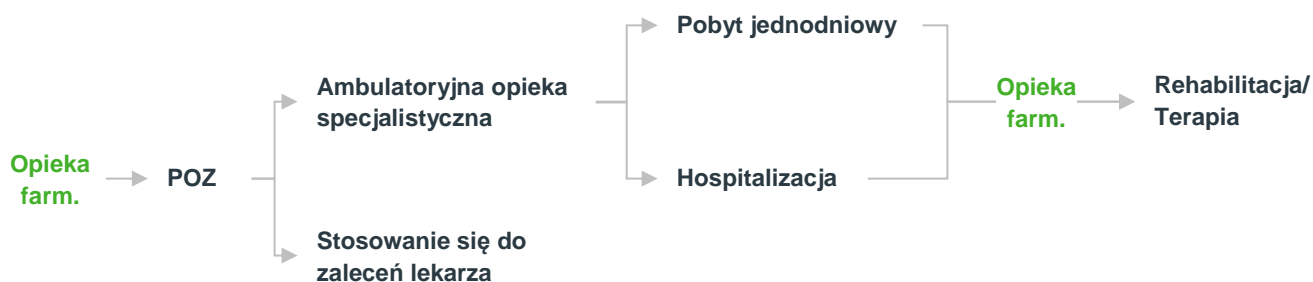 Opieka
farm.
POZ
Ambulatoryjna opieka
specjalistyczna
Stosowanie się do
zaleceń lekarza
Pobyt jednodniowy
Hospitalizacja
Opieka
farm.
Rehabilitacja/
Terapia